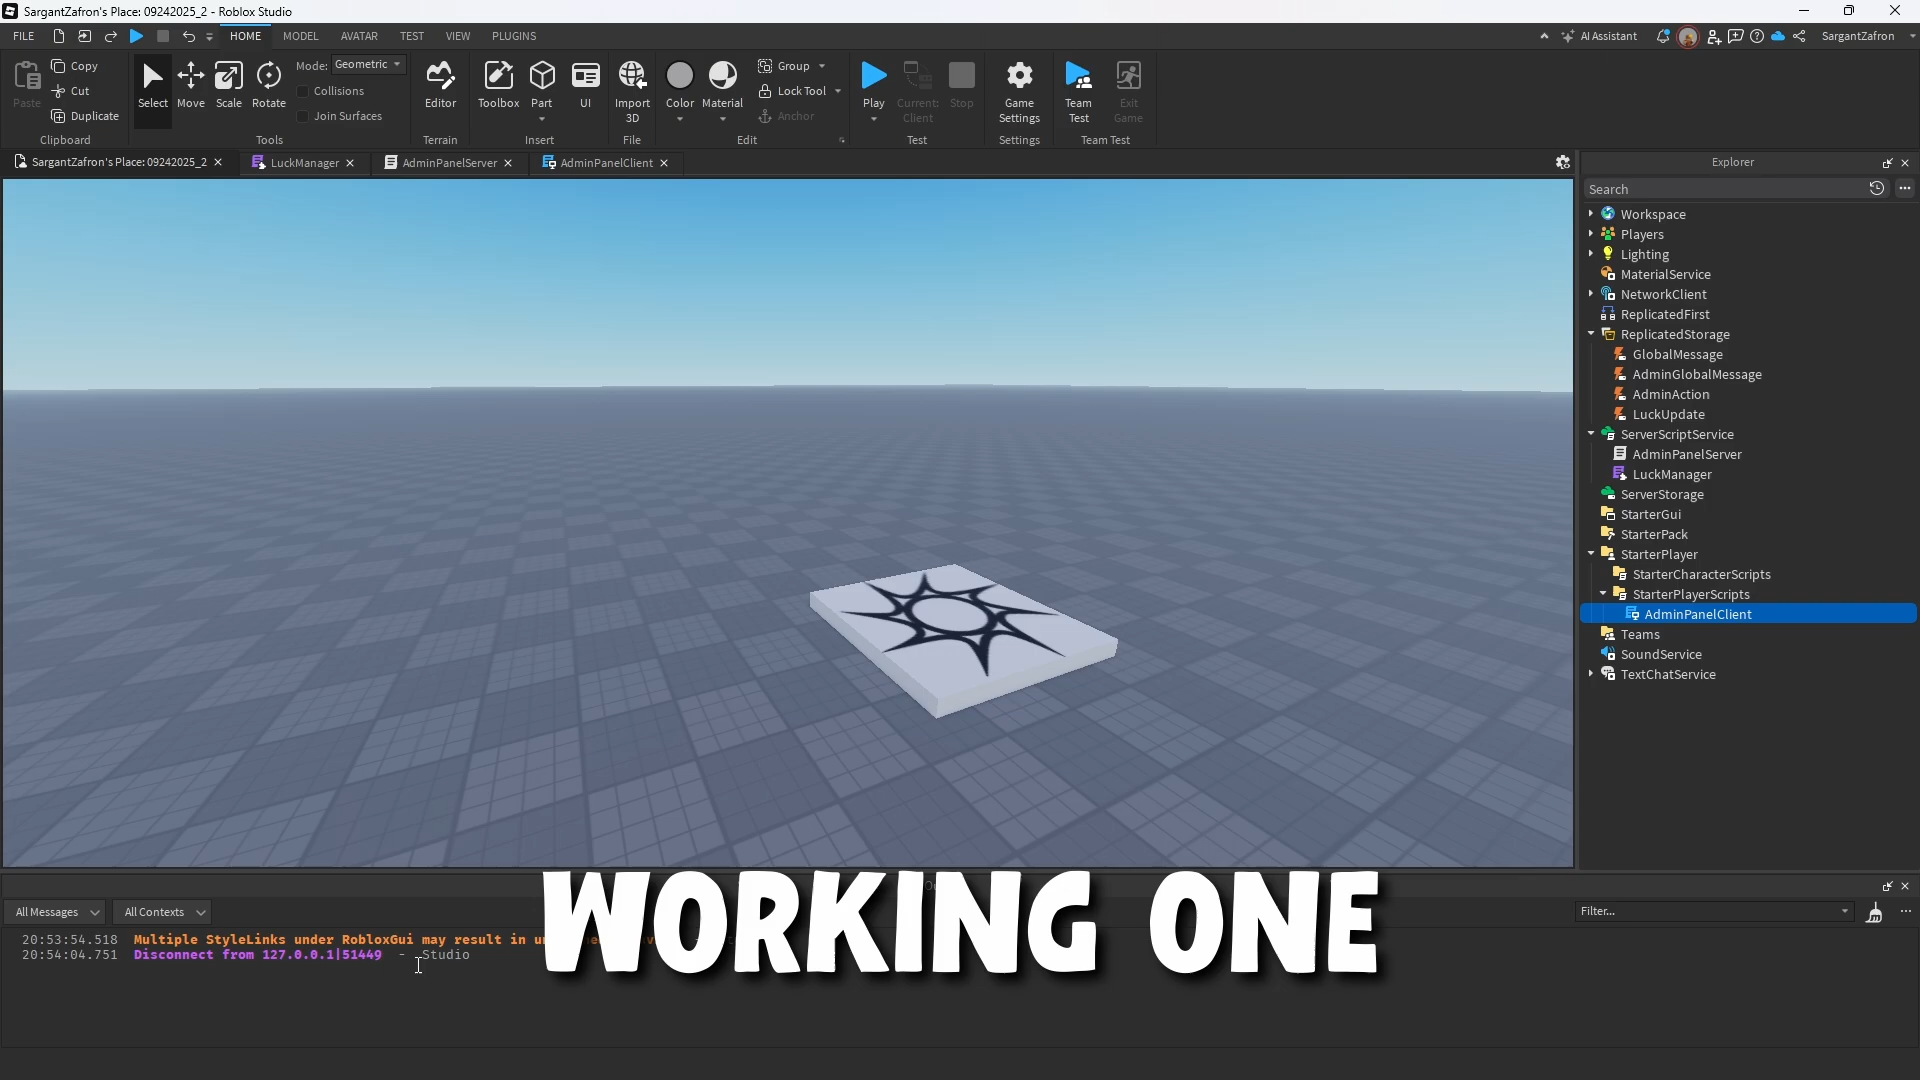 SargantZafron's Place: 09242025_2 - Roblox Studio
FILE HOME MODEL AVATAR TEST VIEW PLUGINS AI Assistant SargantZafron
Paste Copy Cut Duplicate Clipboard
Select Move Scale Rotate Mode: Geometric Collisions Join Surfaces Tools
Editor Terrain
Toolbox Part UI Insert
Import 3D File
Color Material Group Lock Tool Anchor Edit
Play Current: Client Stop Test
Game Settings Settings
Team Test Exit Game Team Test
SargantZafron's Place: 09242025_2 LuckManager AdminPanelServer AdminPanelClient
Explorer
Search
Workspace
Players
Lighting
MaterialService
NetworkClient
ReplicatedFirst
ReplicatedStorage
GlobalMessage
AdminGlobalMessage
AdminAction
LuckUpdate
ServerScriptService
AdminPanelServer
LuckManager
ServerStorage
StarterGui
StarterPack
StarterPlayer
StarterCharacterScripts
StarterPlayerScripts
AdminPanelClient
Teams
SoundService
TextChatService
All Messages All Contexts Filter...
WORKING ONE
20:53:54.518 Multiple StyleLinks under RobloxGui may result in
20:54:04.751 Disconnect from 127.0.0.1|51449 - Studio